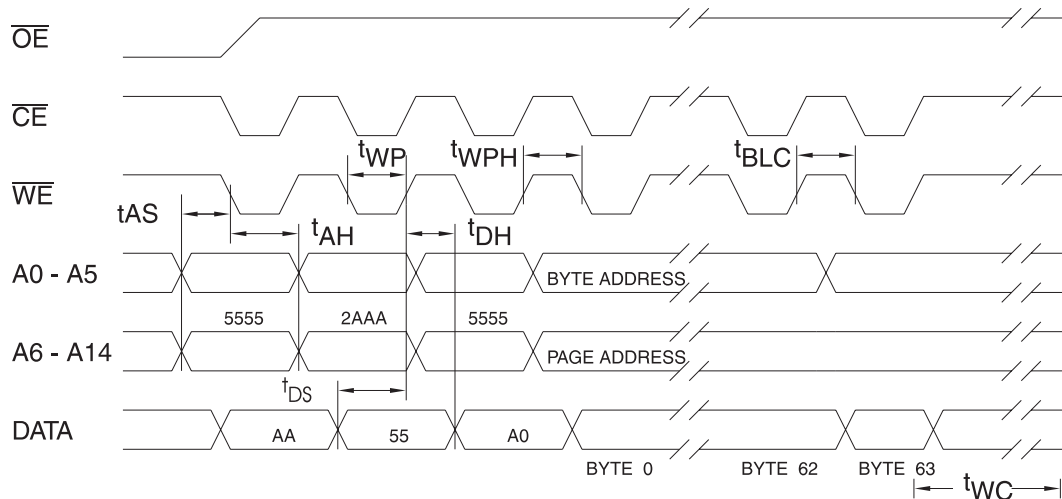 OE
CE
tWP tWPH tBLC
WE
tAS
tAH tDH
A0 - A5 BYTE ADDRESS
5555 2AAA 5555
A6 - A14 PAGE ADDRESS
tDS
DATA AA 55 A0
BYTE 0 BYTE 62 BYTE 63
tWC